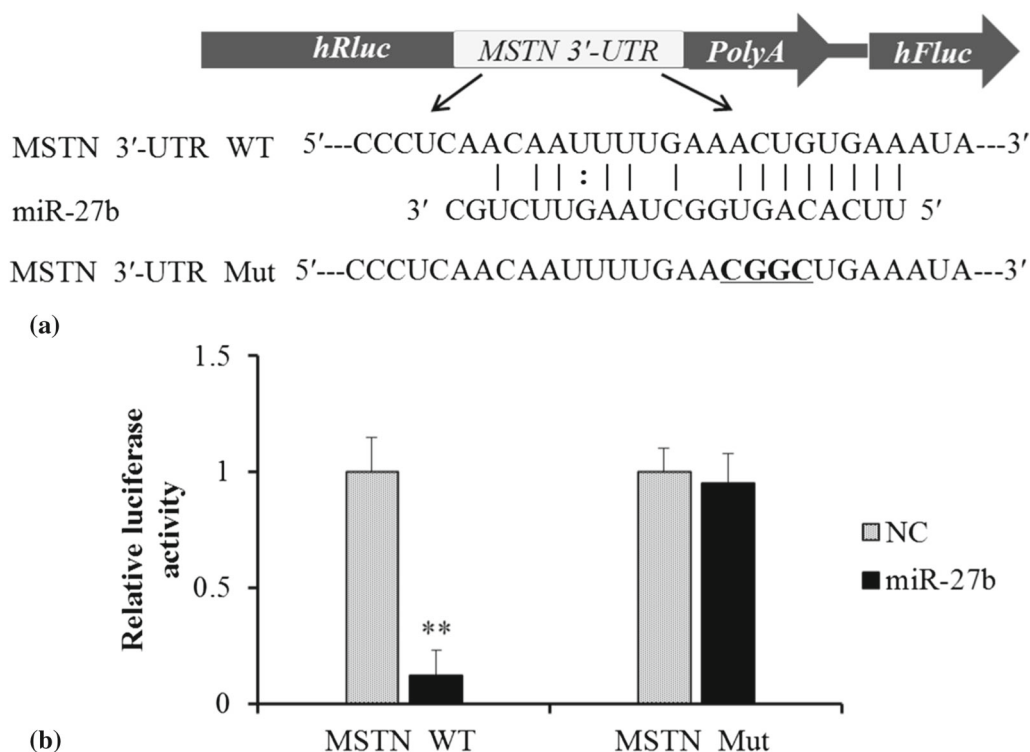 hRluc MSTN 3'-UTR PolyA hFluc
MSTN 3'-UTR WT 5'---CCCUCAACAAUUUUGAAACUGUGAAAUA---3'
miR-27b 3' CGUCUUGAAUCGGUGACACUU 5'
MSTN 3'-UTR Mut 5'---CCCUCAACAAUUUUGAACGGCUGAAAUA---3'
(a)
Relative luciferase
activity
1.5
1
0.5
0
**
NC
miR-27b
MSTN WT MSTN Mut
(b)